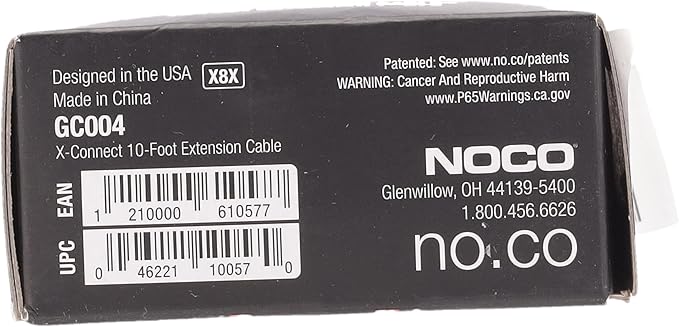 Designed in the USA X8X
Made in China
GC004
X-Connect 10-Foot Extension Cable
EAN
1 210000 610577
UPC
0 46221 10057 0
Patented: See www.no.co/patents
WARNING: Cancer And Reproductive Harm
www.P65Warnings.ca.gov
NOCO
Glenwillow, OH 44139-5400
1.800.456.6626
no.co